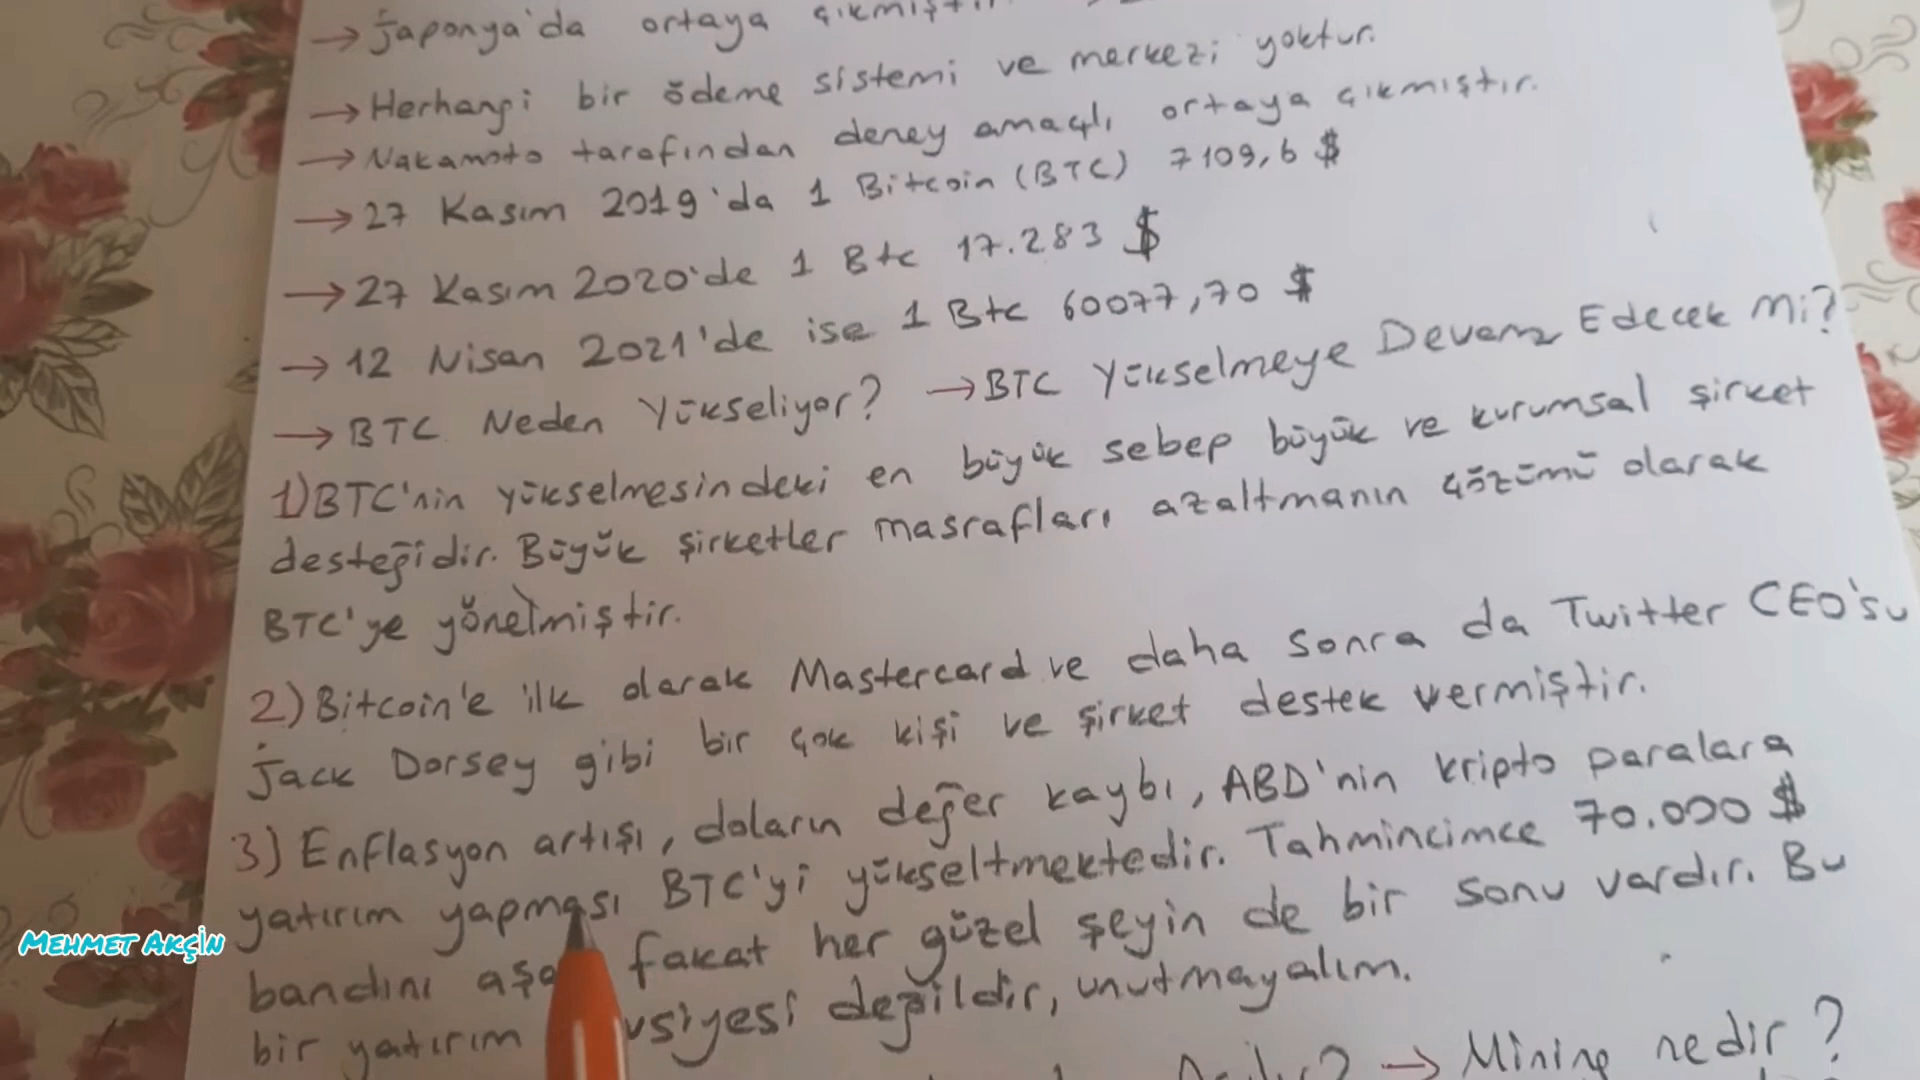 → Japonya'da ortaya çıkmıştır
→ Herhangi bir ödeme sistemi ve merkezi yoktur.
→ Nakamoto tarafından deney amaçlı ortaya çıkmıştır.
→ 27 Kasım 2019'da 1 Bitcoin (BTC) 7109,6 $
→ 27 Kasım 2020'de 1 Btc 17.283 $
→ 12 Nisan 2021'de ise 1 Btc 60077,70 $
→ BTC Neden Yükseliyor? → BTC Yükselmeye Devam Edecek Mi?
1) BTC'nin yükselmesindeki en büyük sebep büyük ve kurumsal şirket
desteğidir. Büyük şirketler masrafları azaltmanın çözümü olarak
BTC'ye yönelmiştir.
2) Bitcoin'e ilk olarak Mastercard ve daha sonra da Twitter CEO'su
Jack Dorsey gibi bir çok kişi ve şirket destek vermiştir.
3) Enflasyon artışı, doların değer kaybı, ABD'nin kripto paralara
yatırım yapması BTC'yi yükseltmektedir. Tahmincimce 70.000 $
bandını fakat her güzel şeyin de bir sonu vardır. Bu
bir yatırım değildir, unutmayalım.
→ Mining nedir?
MEHMET AKÇİN